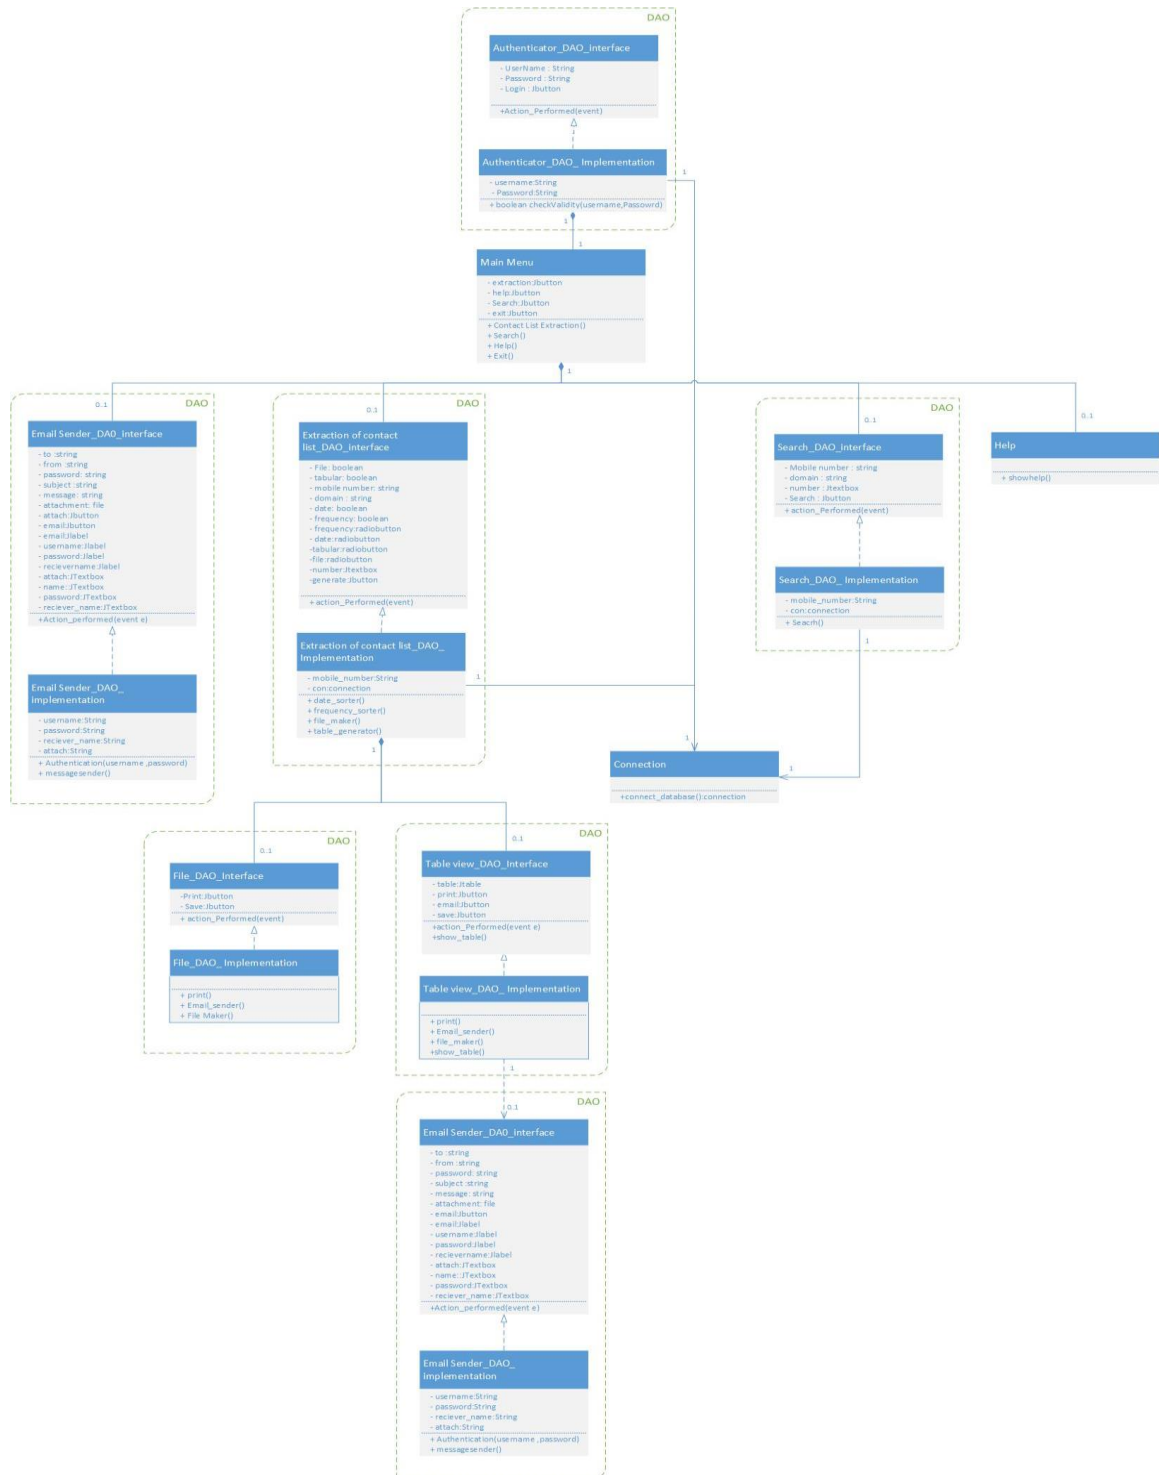 DAO
Authenticator_DAO_interface
- UserName : String
- Password : String
- Login : Jbutton
+Action_Performed(event)
Authenticator_DAO_ Implementation
- username:String
- Password:String
+ boolean checkValidity(username,Passowrd)
1
1
1
Main Menu
- extraction:Jbutton
- help:Jbutton
- Search:Jbutton
- exit:Jbutton
+ Contact List Extraction()
+ Search()
+ Help()
+ Exit()
1
0..1
DAO
Email Sender_DA0_interface
- to :string
- from :string
- password: string
- subject :string
- message: string
- attachment: file
- attach:Jbutton
- email:Jbutton
- email:Jlabel
- username:Jlabel
- password:Jlabel
- recievername:Jlabel
- attach:JTextbox
- name: :JTextbox
- password:JTextbox
- reciever_name:JTextbox
+Action_performed(event e)
Email Sender_DAO_
implementation
- username:String
- password:String
- reciever_name:String
- attach:String
+ Authentication(username ,password)
+ messagesender()
0..1
DAO
Extraction of contact
list_DAO_interface
- File: boolean
- tabular: boolean
- mobile number: string
- domain : string
- date: boolean
- frequency: boolean
- frequency:radiobutton
- date:radiobutton
-tabular:radiobutton
-file:radiobutton
-number:Jtextbox
-generate:Jbutton
+ action_Performed(event)
Extraction of contact list_DAO_
Implementation
- mobile_number:String
- con:connection
+ date_sorter()
+ frequency_sorter()
+ file_maker()
+ table_generator()
1
1
DAO
0..1
Search_DAO_Interface
- Mobile number : string
- domain : string
- number : Jtextbox
- Search : Jbutton
+ action_Performed(event)
Search_DAO_ Implementation
- mobile_number:String
- con:connection
+ Seacrh()
1
0..1
Help
+ showhelp()
1
1
Connection
+connect_database():connection
DAO
0..1
File_DAO_Interface
-Print:Jbutton
- Save:Jbutton
+ action_Performed(event)
File_DAO_ Implementation
+ print()
+ Email_sender()
+ File Maker()
DAO
0..1
Table view_DAO_Interface
- table:Jtable
- print:Jbutton
- email:Jbutton
- save:Jbutton
+action_Performed(event e)
+show_table()
Table view_DAO_ Implementation
+ print()
+ Email_sender()
+ file_maker()
+show_table()
1
0..1
DAO
Email Sender_DA0_interface
- to :string
- from :string
- password: string
- subject :string
- message: string
- attachment: file
- email:Jbutton
- email:Jlabel
- username:Jlabel
- password:Jlabel
- recievername:Jlabel
- attach:JTextbox
- name: :JTextbox
- password:JTextbox
- reciever_name:JTextbox
+Action_performed(event e)
Email Sender_DAO_
implementation
- username:String
- password:String
- reciever_name:String
- attach:String
+ Authentication(username ,password)
+ messagesender()